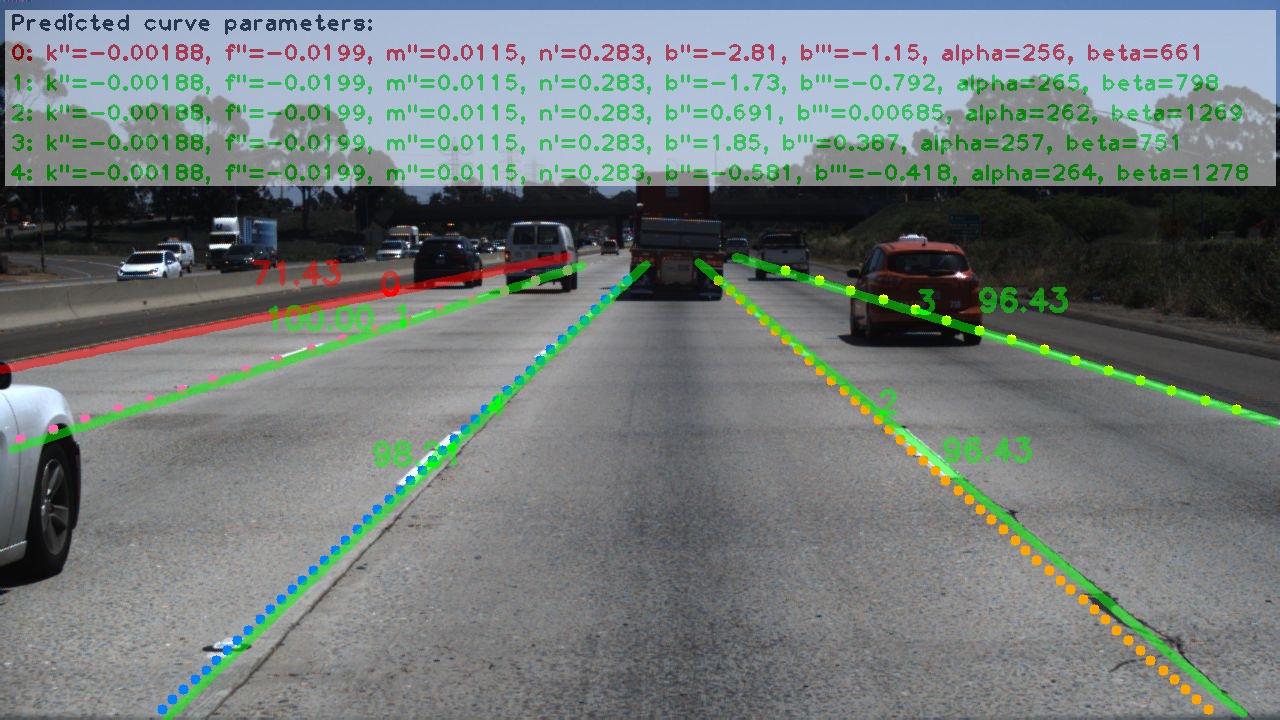 Predicted curve parameters:
0: k''=-0.00188, f''=-0.0199, m''=0.0115, n'=0.283, b''=-2.81, b'''=-1.15, alpha=256, beta=661
1: k''=-0.00188, f''=-0.0199, m''=0.0115, n'=0.283, b''=-1.73, b'''=-0.792, alpha=265, beta=798
2: k''=-0.00188, f''=-0.0199, m''=0.0115, n'=0.283, b''=0.691, b'''=0.00685, alpha=262, beta=1269
3: k''=-0.00188, f''=-0.0199, m''=0.0115, n'=0.283, b''=1.85, b'''=0.387, alpha=257, beta=751
4: k''=-0.00188, f''=-0.0199, m''=0.0115, n'=0.283, b''=-0.581, b'''=-0.418, alpha=264, beta=1278
71.43 0
3 96.43
100.00 1
2
96.43